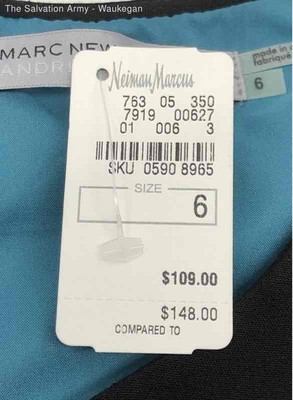 The Salvation Army - Waukegan
MARC NEW
ANDR
made in
fabriqué
6
Neiman Marcus
763 05 350
7919 00627
01 006 3
SKU 0590 8965
SIZE
6
$109.00
$148.00
COMPARED TO